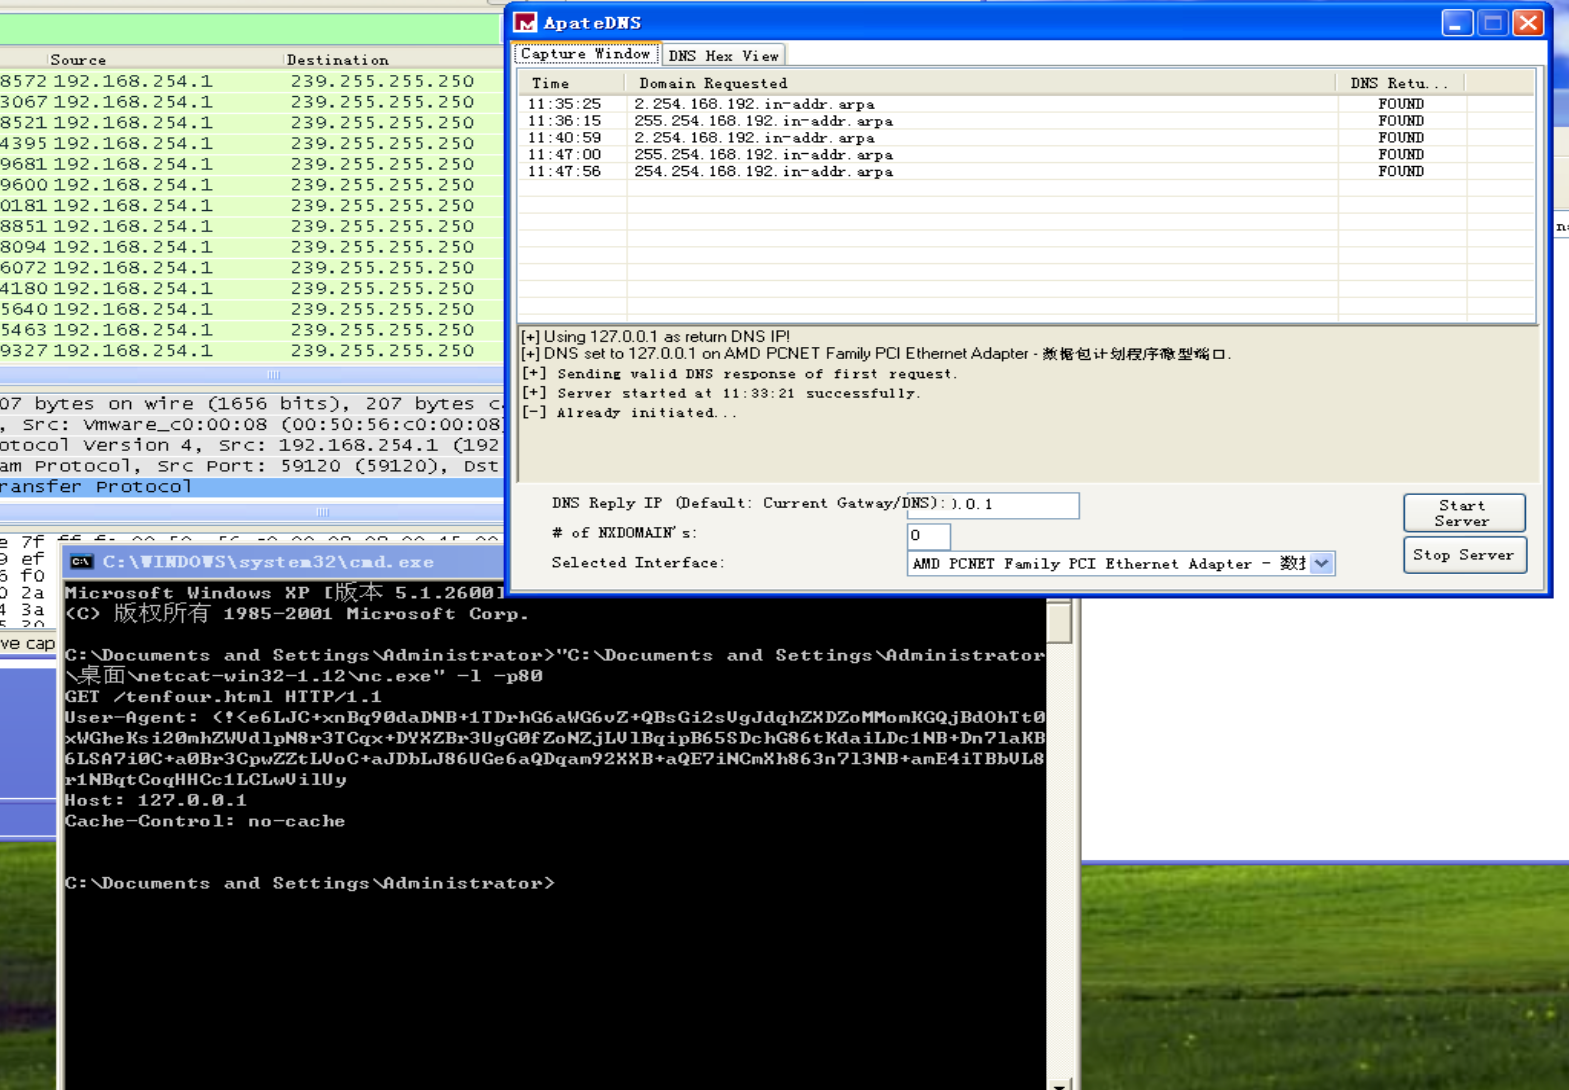 Source Destination
8572 192.168.254.1 239.255.255.250
3067 192.168.254.1 239.255.255.250
8521 192.168.254.1 239.255.255.250
4395 192.168.254.1 239.255.255.250
9681 192.168.254.1 239.255.255.250
9600 192.168.254.1 239.255.255.250
0181 192.168.254.1 239.255.255.250
8851 192.168.254.1 239.255.255.250
8094 192.168.254.1 239.255.255.250
6072 192.168.254.1 239.255.255.250
4180 192.168.254.1 239.255.255.250
5640 192.168.254.1 239.255.255.250
5463 192.168.254.1 239.255.255.250
9327 192.168.254.1 239.255.255.250
07 bytes on wire (1656 bits), 207 bytes c
, Src: Vmware_c0:00:08 (00:50:56:c0:00:08)
otocol Version 4, Src: 192.168.254.1 (192
am Protocol, Src Port: 59120 (59120), Dst
ransfer Protocol
e 7f
9 ef
6 f0
0 2a
4 3a
ve cap
ApateDNS
Capture Window DNS Hex View
Time Domain Requested DNS Retu...
11:35:25 2.254.168.192.in-addr.arpa FOUND
11:36:15 255.254.168.192.in-addr.arpa FOUND
11:40:59 2.254.168.192.in-addr.arpa FOUND
11:47:00 255.254.168.192.in-addr.arpa FOUND
11:47:56 254.254.168.192.in-addr.arpa FOUND
[+] Using 127.0.0.1 as return DNS IP!
[+] DNS set to 127.0.0.1 on AMD PCNET Family PCI Ethernet Adapter - 数据包计划程序微型端口.
[+] Sending valid DNS response of first request.
[+] Server started at 11:33:21 successfully.
[-] Already initiated...
DNS Reply IP (Default: Current Gatway/DNS): .0.1
Start Server
# of NXDOMAIN's: 0
Selected Interface: AMD PCNET Family PCI Ethernet Adapter - 数
Stop Server
C:\WINDOWS\system32\cmd.exe
Microsoft Windows XP [版本 5.1.2600]
(C) 版权所有 1985-2001 Microsoft Corp.
C:\Documents and Settings\Administrator>"C:\Documents and Settings\Administrator
\桌面\netcat-win32-1.12\nc.exe" -l -p80
GET /tenfour.html HTTP/1.1
User-Agent: (!<e6LJC+xnBq90daDNB+1TDrhG6aWG6vZ+QBsGi2sVgJdqhZXDZoMMomKGQjBdOhTt0
xWGheKsi20mhZWVdlpN8r3TCqx+DYXZBr3UgG0fZoNZjLVlBqipB65SDchG86tKdaiLDc1NB+Dn7laKB
6LSA7i0C+a0Br3CpwZZtLVoC+aJDbLJ86UGe6aQDqam92XXB+aQE7iNCmXh863n7l3NB+amE4iTBbVL8
r1NBqtCoqHHCc1LCLwVilUy
Host: 127.0.0.1
Cache-Control: no-cache
C:\Documents and Settings\Administrator>